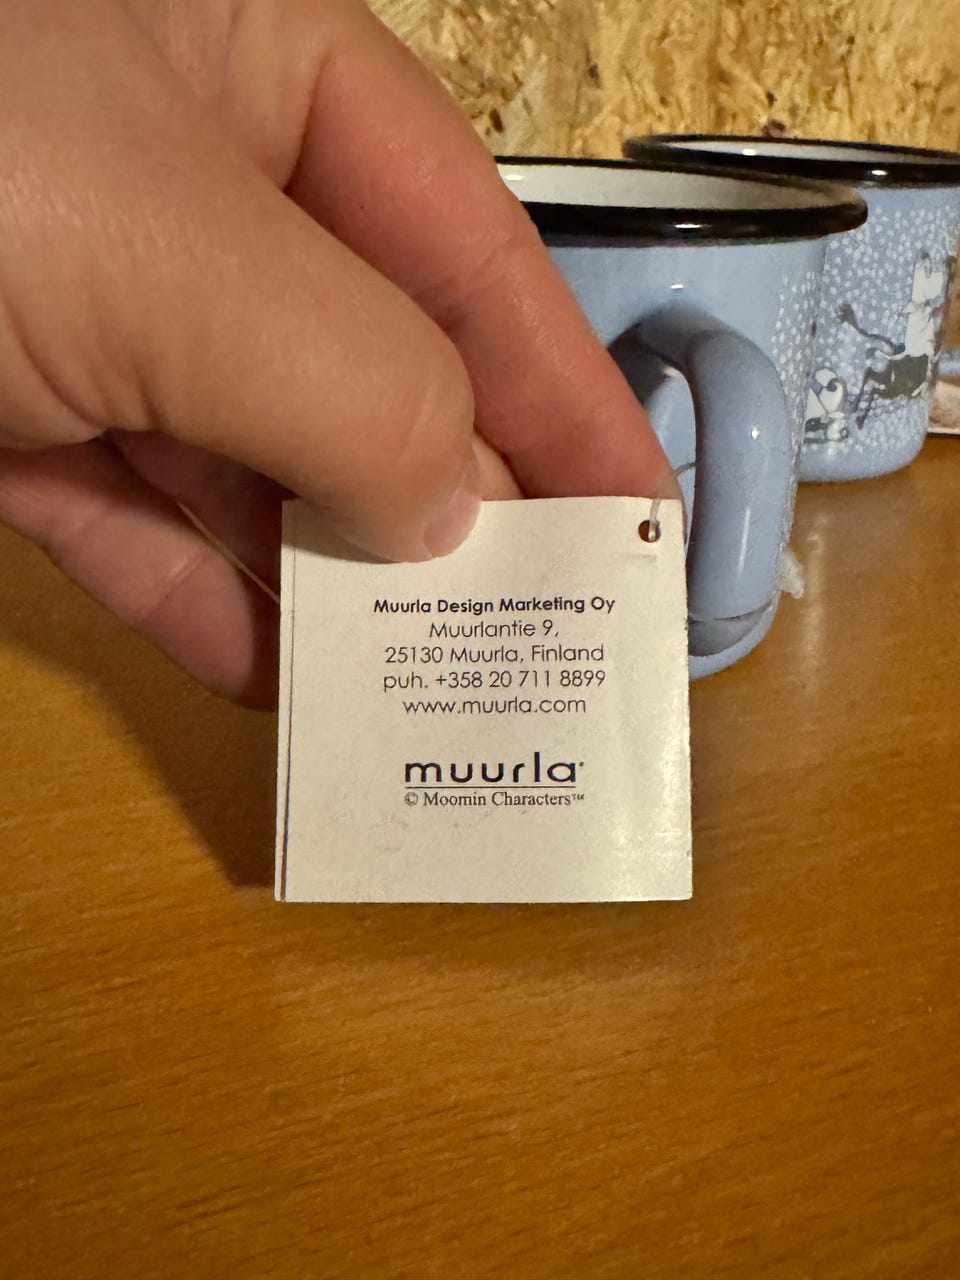 Muurla Design Marketing Oy
Muurlantie 9,
25130 Muurla, Finland
puh. +358 20 711 8899
www.muurla.com
muurla
© Moomin Characters™